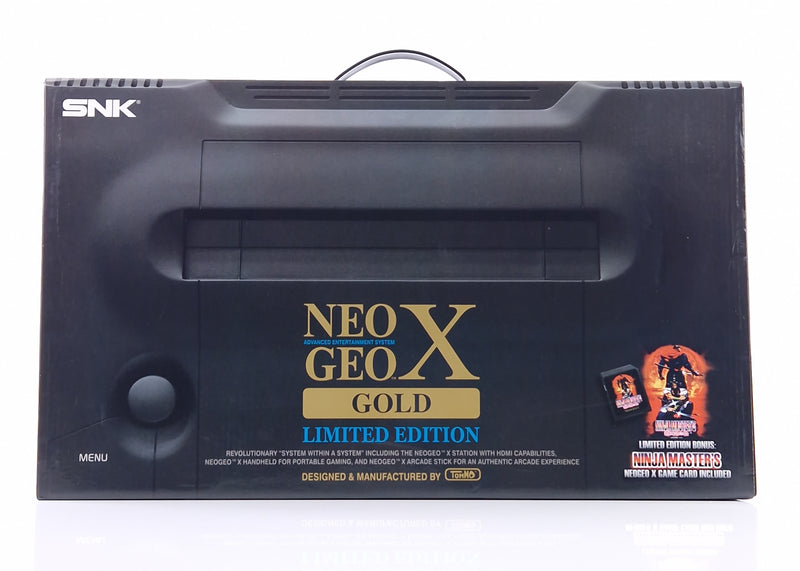 SNK®
NEO
GEO™
X
ADVANCED ENTERTAINMENT SYSTEM
GOLD
LIMITED EDITION
REVOLUTIONARY "SYSTEM WITHIN A SYSTEM" INCLUDING THE NEOGEO™ X STATION WITH HDMI CAPABILITIES,
NEOGEO™ X HANDHELD FOR PORTABLE GAMING, AND NEOGEO™ X ARCADE STICK FOR AN AUTHENTIC ARCADE EXPERIENCE
DESIGNED & MANUFACTURED BY TOMMO
MENU
LIMITED EDITION BONUS:
NINJA MASTER'S
NEOGEO X GAME CARD INCLUDED